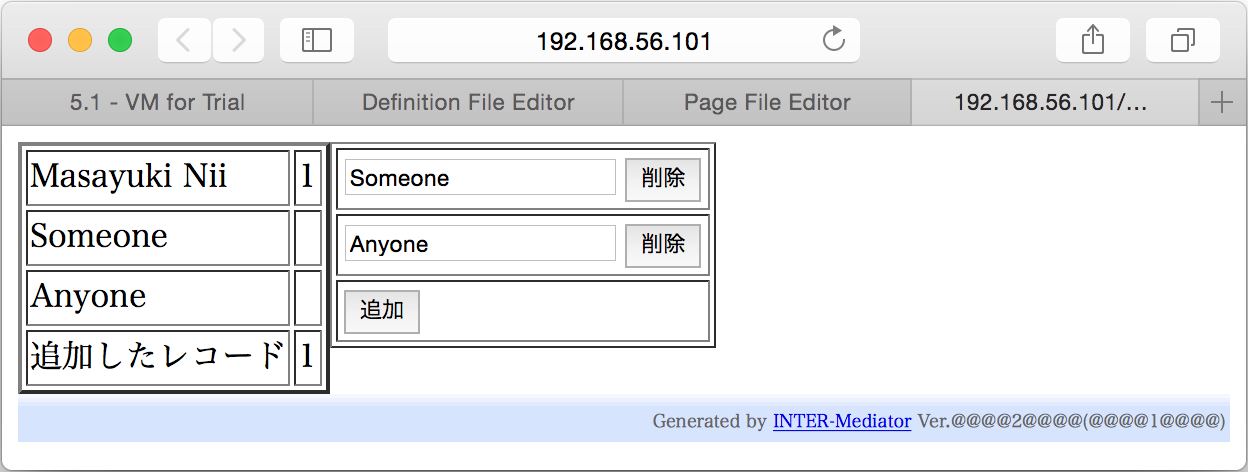 192.168.56.101
5.1 - VM for Trial
Definition File Editor
Page File Editor
192.168.56.101/...
Masayuki Nii 1
Someone
Anyone
追加したレコード 1
Someone 削除
Anyone 削除
追加
Generated by INTER-Mediator Ver.@@@@2@@@@(@@@@1@@@@)